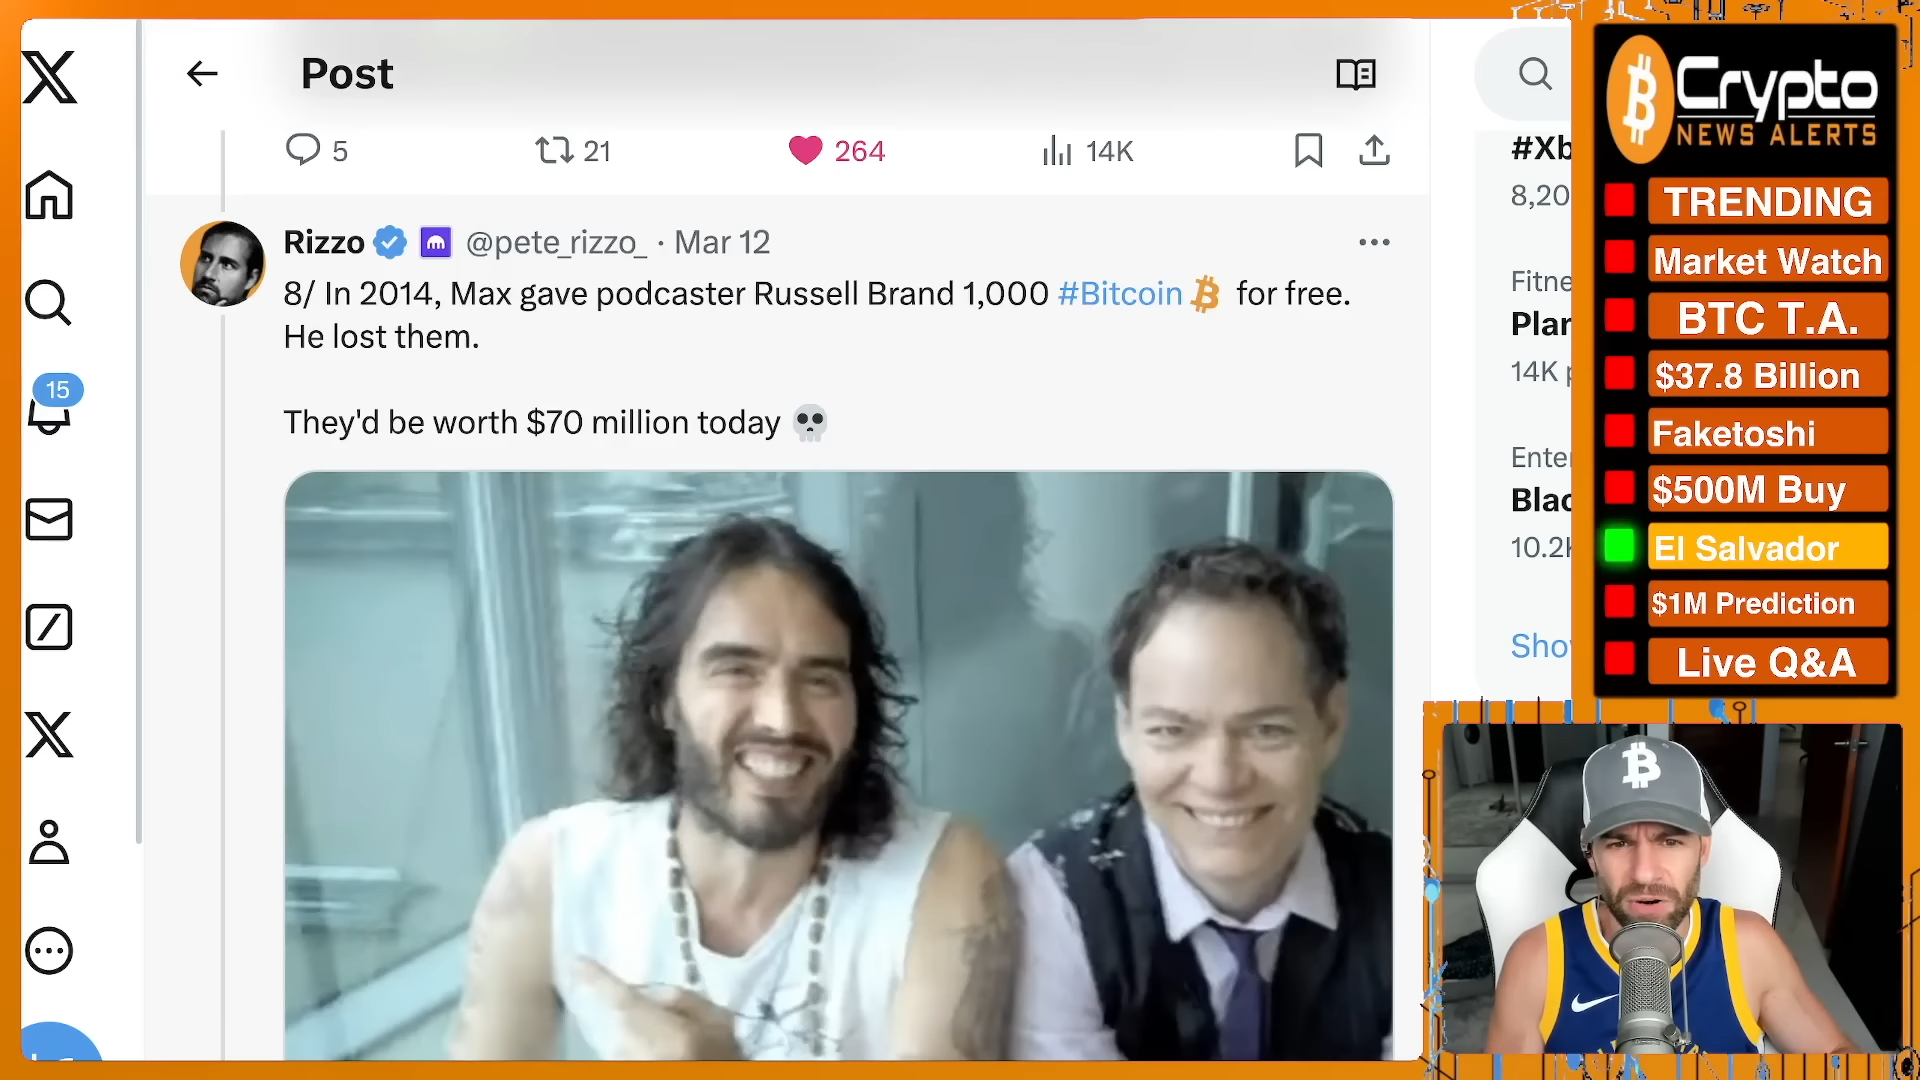 Post
5
21
264
14K
Rizzo @pete_rizzo_ · Mar 12
8/ In 2014, Max gave podcaster Russell Brand 1,000 #Bitcoin for free.
He lost them.
They'd be worth $70 million today
15
#Xb
8,20
Fitne
Plar
14K
Enter
Blac
10.2K
Sho
Crypto
NEWS ALERTS
TRENDING
Market Watch
BTC T.A.
$37.8 Billion
Faketoshi
$500M Buy
El Salvador
$1M Prediction
Live Q&A